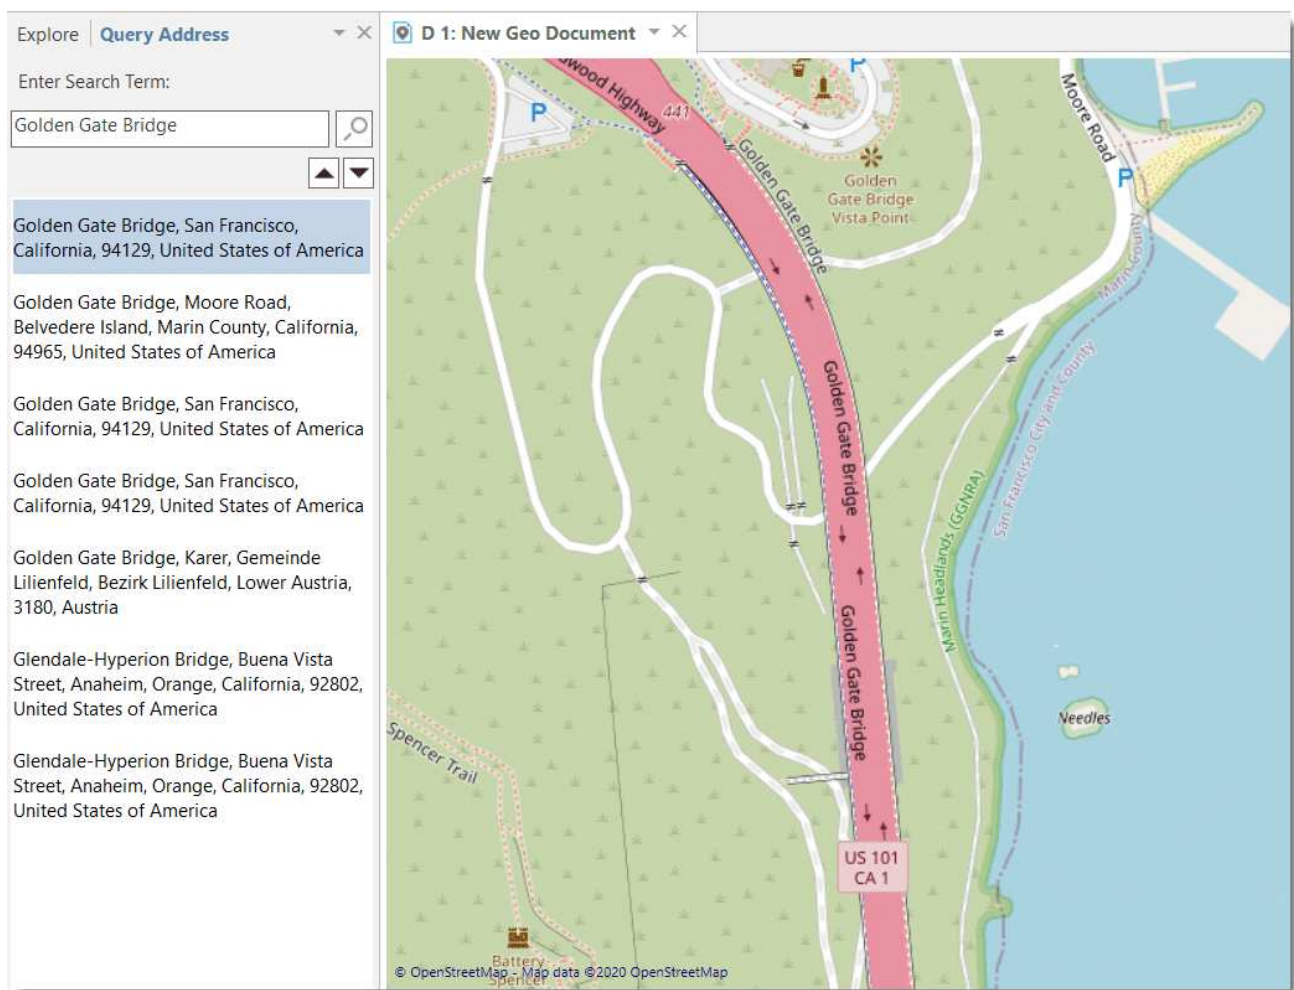 Explore
Query Address
D 1: New Geo Document
Enter Search Term:
Golden Gate Bridge
Golden Gate Bridge, San Francisco,
California, 94129, United States of America
Golden Gate Bridge, Moore Road,
Belvedere Island, Marin County, California,
94965, United States of America
Golden Gate Bridge, San Francisco,
California, 94129, United States of America
Golden Gate Bridge, San Francisco,
California, 94129, United States of America
Golden Gate Bridge, Karer, Gemeinde
Lilienfeld, Bezirk Lilienfeld, Lower Austria,
3180, Austria
Glendale-Hyperion Bridge, Buena Vista
Street, Anaheim, Orange, California, 92802,
United States of America
Glendale-Hyperion Bridge, Buena Vista
Street, Anaheim, Orange, California, 92802,
United States of America
wood Highway
441
P
P
Moore Road
P
Golden Gate Bridge
Golden
Gate Bridge
Vista Point
Marin County
San Francisco City and County
Golden Gate Bridge
Marin Headlands (GGNRA)
Golden Gate Bridge
Needles
Spencer Trail
US 101
CA 1
Battery
Spencer
© OpenStreetMap - Map data ©2020 OpenStreetMap